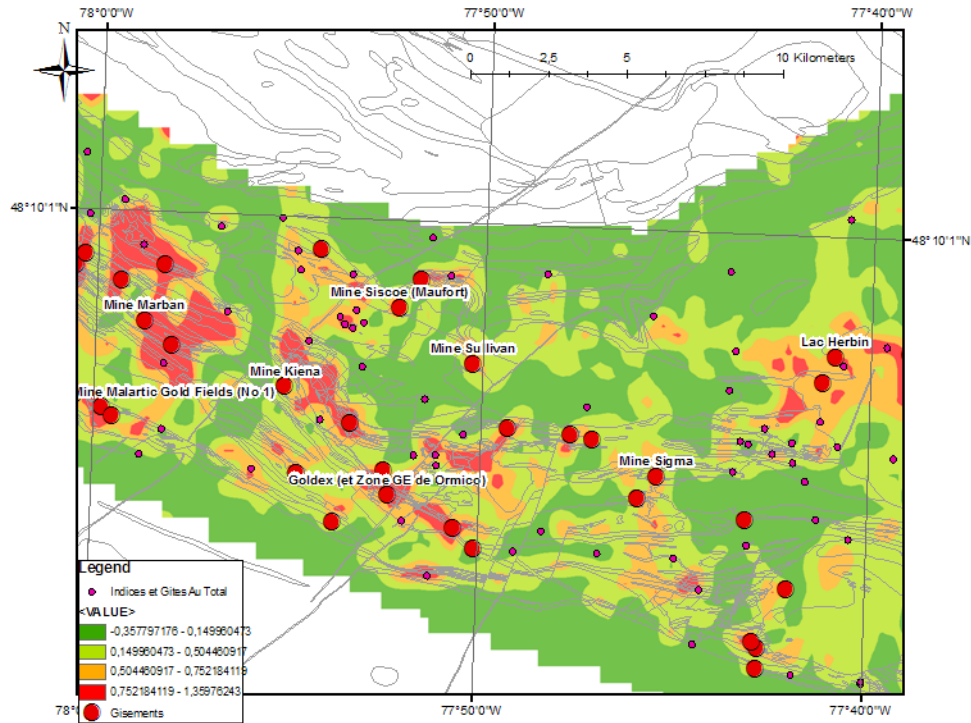 78°0'0"W 77°50'0"W 77°40'0"W
N
0 2,5 5 10 Kilometers
48°10'1"N
48°10'1"N
Mine Siscoe (Maufort)
Mine Marban
Lac Herbin
Mine Sullivan
Mine Kiena
Mine Malartic Gold Fields (No 1)
Mine Sigma
Goldex (et Zone GE de Ormico)
Legend
Indices et Gites Au Total
<VALUE>
-0,357797176 - 0,149960473
0,149960473 - 0,504460917
0,504460917 - 0,752184119
0,752184119 - 1,35976243
Gisements
77°50'0"W 77°40'0"W